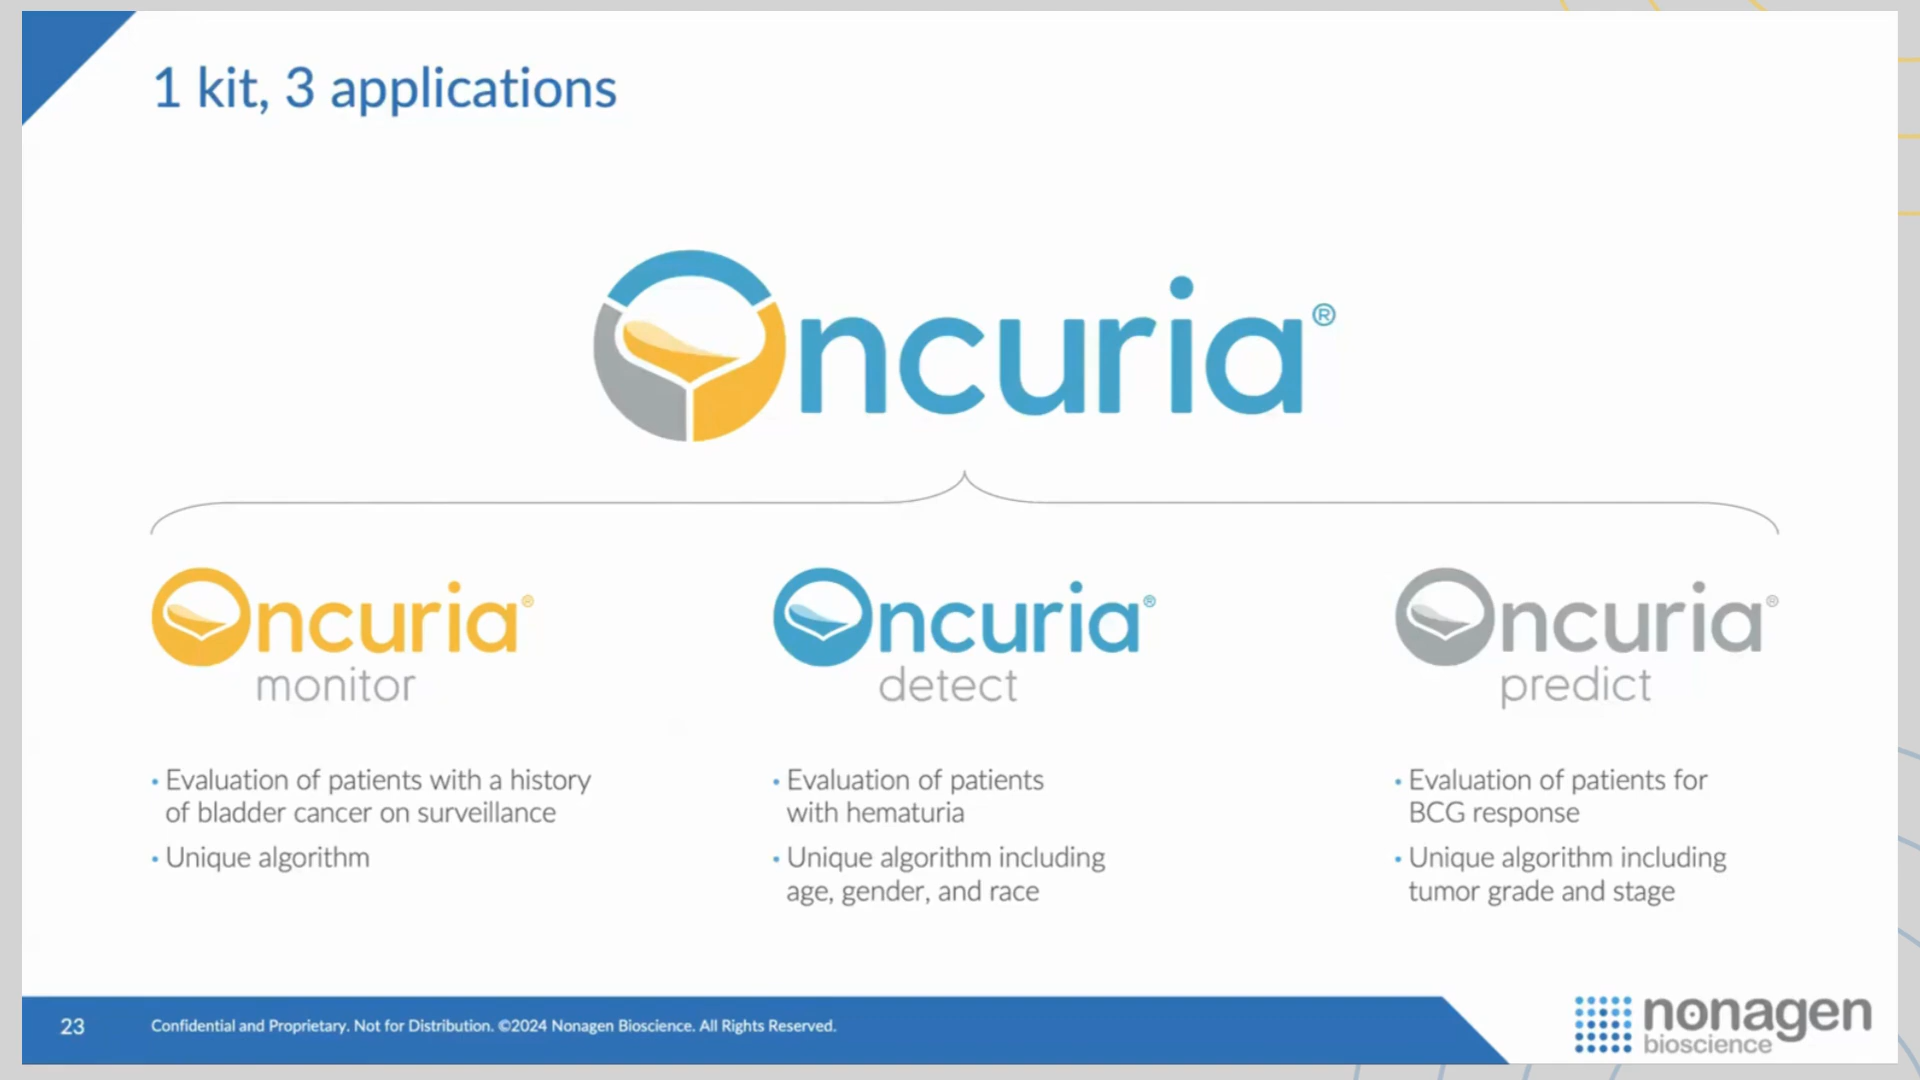 1 kit, 3 applications
Oncuria®
Oncuria®
monitor
• Evaluation of patients with a history
of bladder cancer on surveillance
• Unique algorithm
Oncuria®
detect
• Evaluation of patients
with hematuria
• Unique algorithm including
age, gender, and race
Oncuria®
predict
• Evaluation of patients for
BCG response
• Unique algorithm including
tumor grade and stage
23
Confidential and Proprietary. Not for Distribution. ©2024 Nonagen Bioscience. All Rights Reserved.
nonagen
bioscience